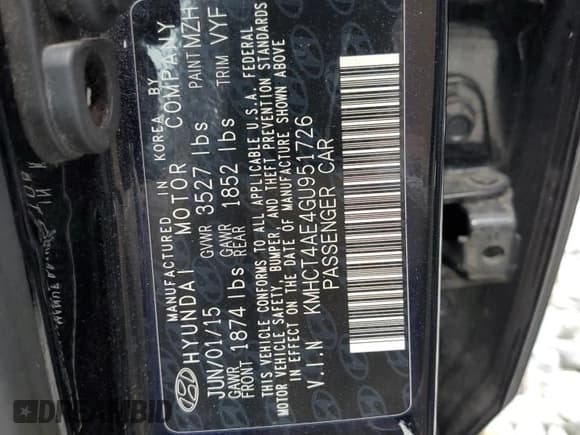 MANUFACTURED IN KOREA BY
HYUNDAI MOTOR COMPANY
JUN/01/15 GVWR 3527 lbs PAINT MZH
GAWR FRONT 1874 lbs GAWR REAR 1852 lbs TRIM VYF
THIS VEHICLE CONFORMS TO ALL APPLICABLE U.S.A. FEDERAL
MOTOR VEHICLE SAFETY, BUMPER, AND THEFT PREVENTION STANDARDS
IN EFFECT ON THE DATE OF MANUFACTURE SHOWN ABOVE
V.I.N KMHCT4AE4GU951726
PASSENGER CAR
DREAMBID